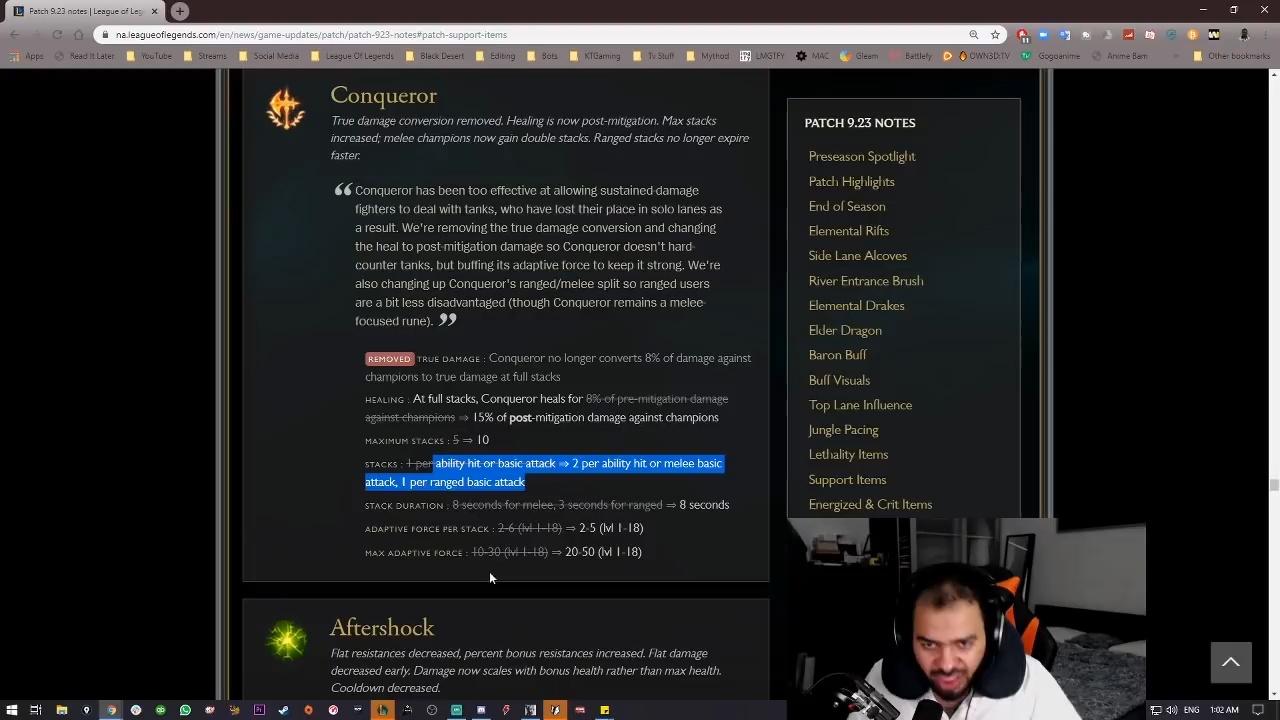 Patch 9.23 notes | League of Leg
na.leagueoflegends.com/en/news/game-updates/patch/patch-923-notes#patch-support-items
Apps Read It Later YouTube Streams Social Media League Of Legends Black Desert Editing Bots KTGaming Tv Stuff Mythod LMGTFY MAC Gleam Battlefy OWN3D.TV Gogoanime Anime Bam Other bookmarks
Conqueror
True damage conversion removed. Healing is now post-mitigation. Max stacks
increased; melee champions now gain double stacks. Ranged stacks no longer expire
faster.
“ Conqueror has been too effective at allowing sustained-damage
fighters to deal with tanks, who have lost their place in solo lanes as
a result. We're removing the true damage conversion and changing
the heal to post-mitigation damage so Conqueror doesn't hard-
counter tanks, but buffing its adaptive force to keep it strong. We're
also changing up Conqueror's ranged/melee split so ranged users
are a bit less disadvantaged (though Conqueror remains a melee-
focused rune). ”
REMOVED TRUE DAMAGE : Conqueror no longer converts 8% of damage against
champions to true damage at full stacks
HEALING : At full stacks, Conqueror heals for 8% of pre-mitigation damage
against champions ⇒ 15% of post-mitigation damage against champions
MAXIMUM STACKS : 5 ⇒ 10
STACKS : 1 per ability hit or basic attack ⇒ 2 per ability hit or melee basic
attack, 1 per ranged basic attack
STACK DURATION : 8 seconds for melee, 3 seconds for ranged ⇒ 8 seconds
ADAPTIVE FORCE PER STACK : 2-6 (lvl 1-18) ⇒ 2-5 (lvl 1-18)
MAX ADAPTIVE FORCE : 10-30 (lvl 1-18) ⇒ 20-50 (lvl 1-18)
Aftershock
Flat resistances decreased, percent bonus resistances increased. Flat damage
decreased early. Damage now scales with bonus health rather than max health.
Cooldown decreased.
PATCH 9.23 NOTES
Preseason Spotlight
Patch Highlights
End of Season
Elemental Rifts
Side Lane Alcoves
River Entrance Brush
Elemental Drakes
Elder Dragon
Baron Buff
Buff Visuals
Top Lane Influence
Jungle Pacing
Lethality Items
Support Items
Energized & Crit Items
1:02 AM